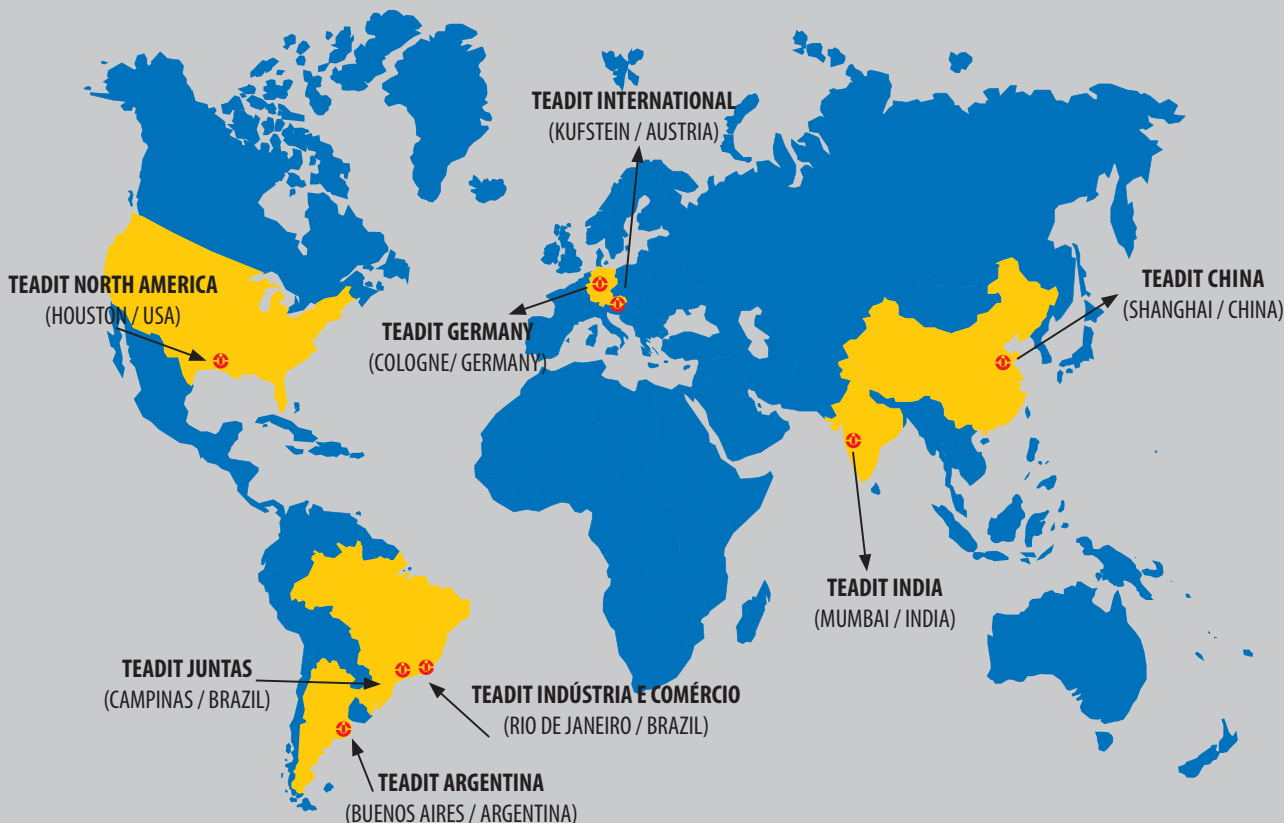 TEADIT INTERNATIONAL
(KUFSTEIN / AUSTRIA)
TEADIT NORTH AMERICA
(HOUSTON / USA)
TEADIT CHINA
(SHANGHAI / CHINA)
TEADIT GERMANY
(COLOGNE/ GERMANY)
TEADIT INDIA
(MUMBAI / INDIA)
TEADIT JUNTAS
(CAMPINAS / BRAZIL)
TEADIT INDÚSTRIA E COMÉRCIO
(RIO DE JANEIRO / BRAZIL)
TEADIT ARGENTINA
(BUENOS AIRES / ARGENTINA)